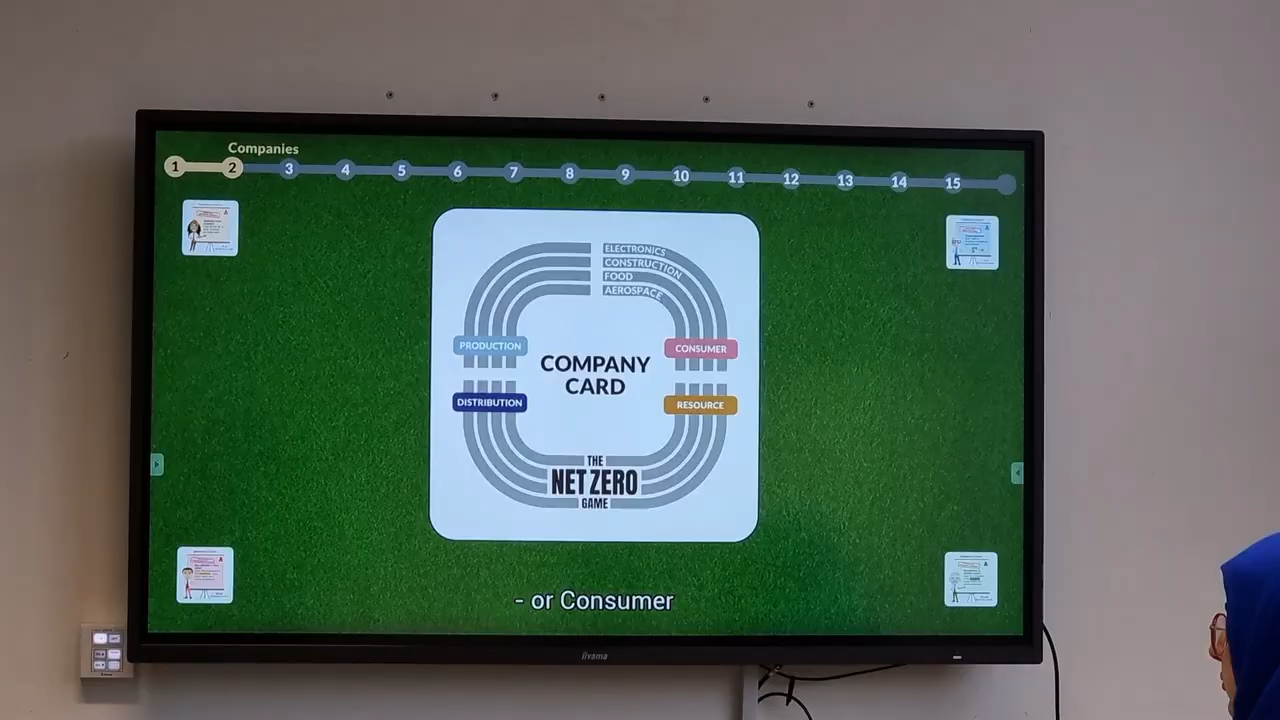 Companies
1 2 3 4 5 6 7 8 9 10 11 12 13 14 15
ELECTRONICS
CONSTRUCTION
FOOD
AEROSPACE
PRODUCTION
CONSUMER
COMPANY
CARD
DISTRIBUTION
RESOURCE
THE
NET ZERO
GAME
- or Consumer
iiyama